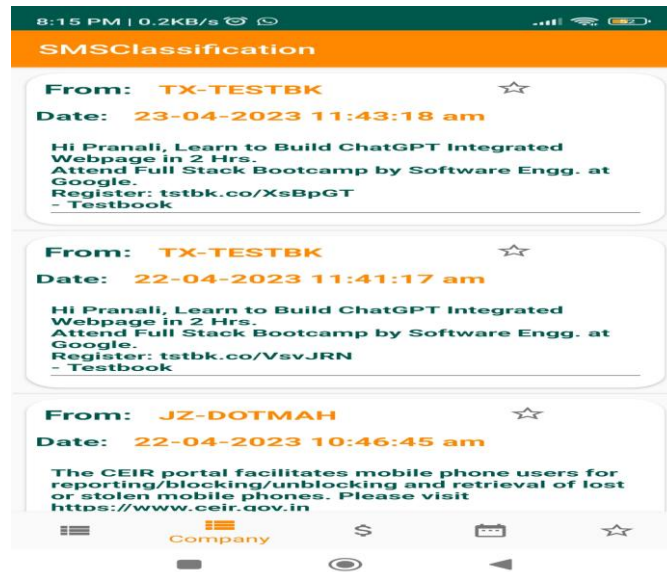 8:15 PM | 0.2KB/s
SMSClassification
From: TX-TESTBK
Date: 23-04-2023 11:43:18 am
Hi Pranali, Learn to Build ChatGPT Integrated
Webpage in 2 Hrs.
Attend Full Stack Bootcamp by Software Engg. at
Google.
Register: tstbk.co/XsBpGT
- Testbook
From: TX-TESTBK
Date: 22-04-2023 11:41:17 am
Hi Pranali, Learn to Build ChatGPT Integrated
Webpage in 2 Hrs.
Attend Full Stack Bootcamp by Software Engg. at
Google.
Register: tstbk.co/VsvJRN
- Testbook
From: JZ-DOTMAH
Date: 22-04-2023 10:46:45 am
The CEIR portal facilitates mobile phone users for
reporting/blocking/unblocking and retrieval of lost
or stolen mobile phones. Please visit
https://www.ceir.gov.in
$
Company